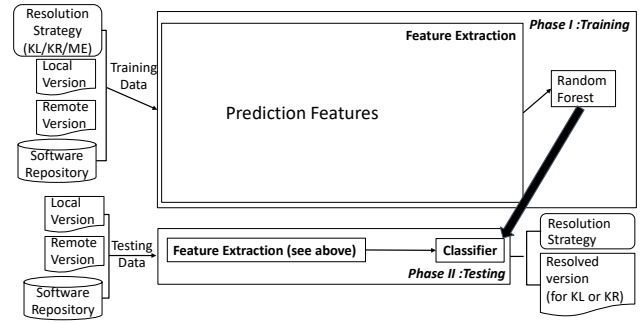 Resolution
Strategy
(KL/KR/ME)
Local
Version
Remote
Version
Software
Repository
Training
Data
Phase I :Training
Feature Extraction
Prediction Features
Random
Forest
Local
Version
Remote
Version
Software
Repository
Testing
Data
Feature Extraction (see above)
Classifier
Phase II :Testing
Resolution
Strategy
Resolved
version
(for KL or KR)